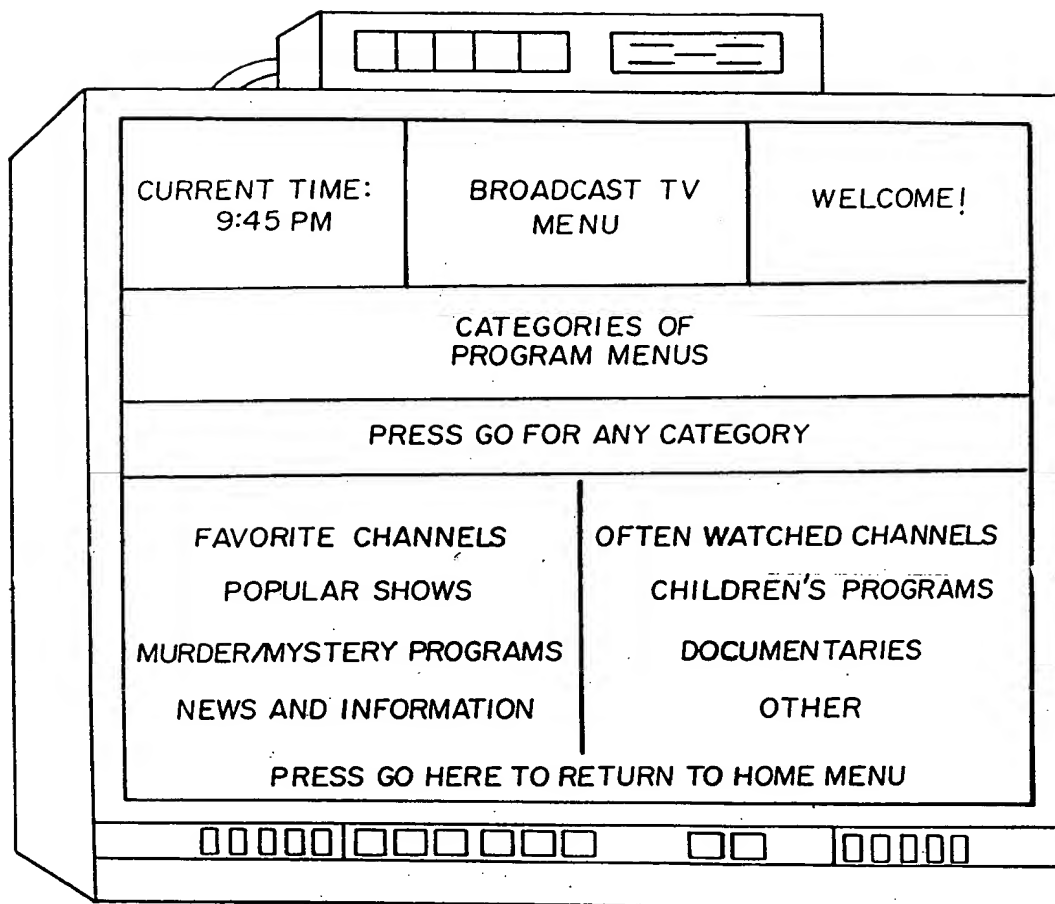 CURRENT TIME:
9:45 PM
BROADCAST TV
MENU
WELCOME!
CATEGORIES OF
PROGRAM MENUS
PRESS GO FOR ANY CATEGORY
FAVORITE CHANNELS
POPULAR SHOWS
MURDER/MYSTERY PROGRAMS
NEWS AND INFORMATION
OFTEN WATCHED CHANNELS
CHILDREN'S PROGRAMS
DOCUMENTARIES
OTHER
PRESS GO HERE TO RETURN TO HOME MENU